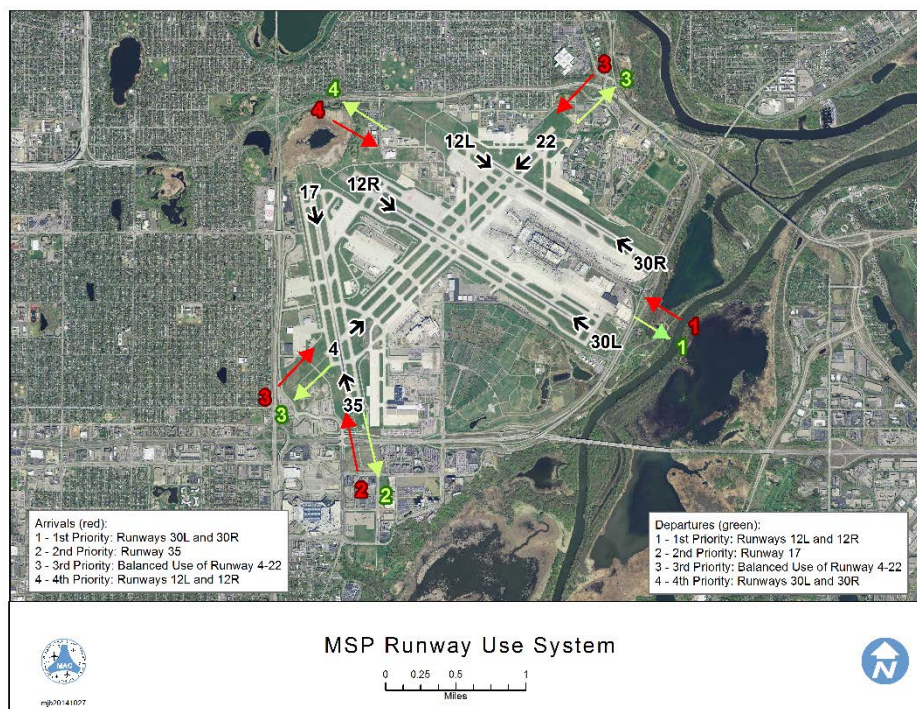 3
3
4
4
12L
22
17
12R
30R
1
1
30L
4
3
3
35
2
2
Arrivals (red):
1 - 1st Priority: Runways 30L and 30R
2 - 2nd Priority: Runway 35
3 - 3rd Priority: Balanced Use of Runway 4-22
4 - 4th Priority: Runways 12L and 12R
Departures (green):
1 - 1st Priority: Runways 12L and 12R
2 - 2nd Priority: Runway 17
3 - 3rd Priority: Balanced Use of Runway 4-22
4 - 4th Priority: Runways 30L and 30R
MAC
mjb20141027
MSP Runway Use System
0 0.25 0.5 1
Miles
N